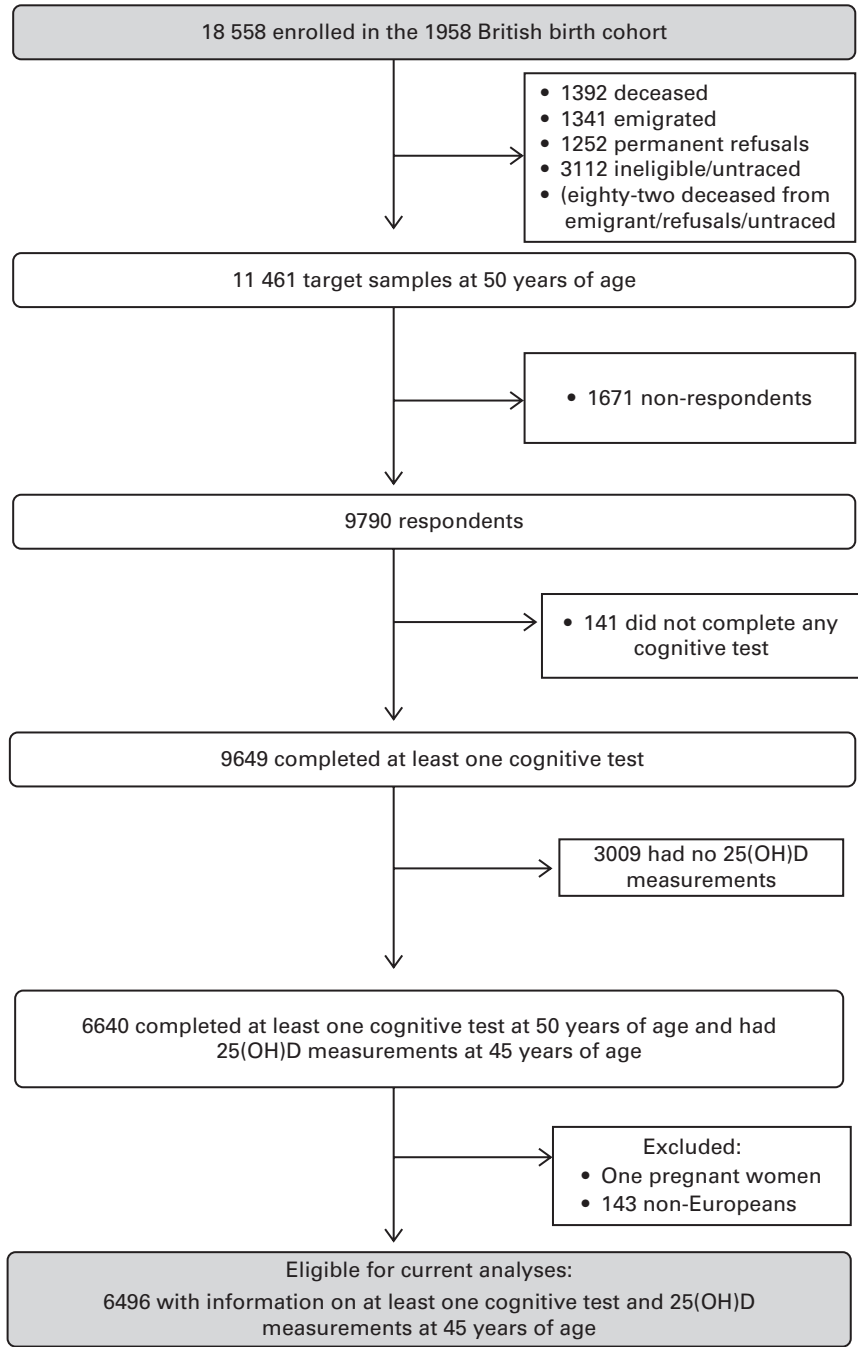 18 558 enrolled in the 1958 British birth cohort
• 1392 deceased
• 1341 emigrated
• 1252 permanent refusals
• 3112 ineligible/untraced
• (eighty-two deceased from
emigrant/refusals/untraced
11 461 target samples at 50 years of age
• 1671 non-respondents
9790 respondents
• 141 did not complete any
cognitive test
9649 completed at least one cognitive test
3009 had no 25(OH)D
measurements
6640 completed at least one cognitive test at 50 years of age and had
25(OH)D measurements at 45 years of age
Excluded:
• One pregnant women
• 143 non-Europeans
Eligible for current analyses:
6496 with information on at least one cognitive test and 25(OH)D
measurements at 45 years of age